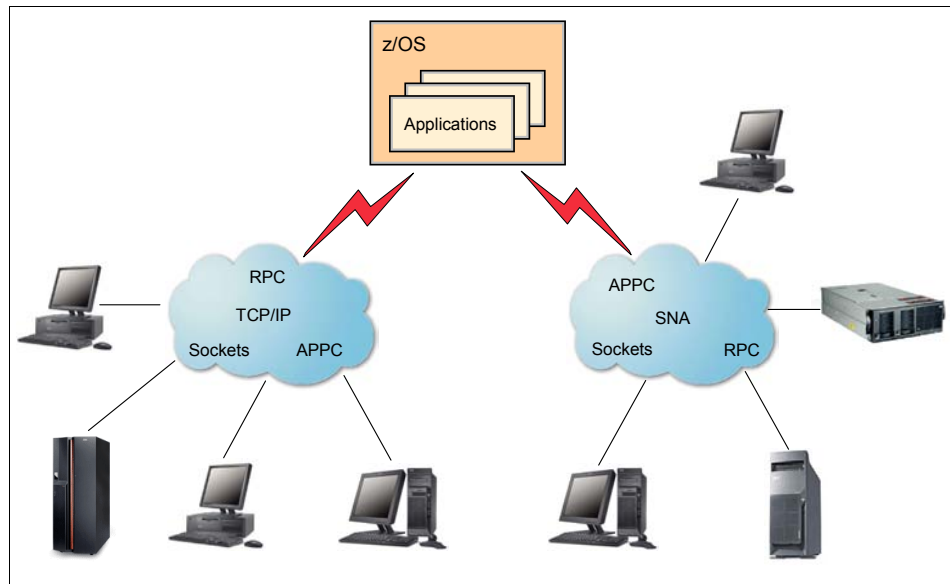 z/OS
Applications
RPC
TCP/IP
Sockets APPC
APPC
SNA
Sockets RPC